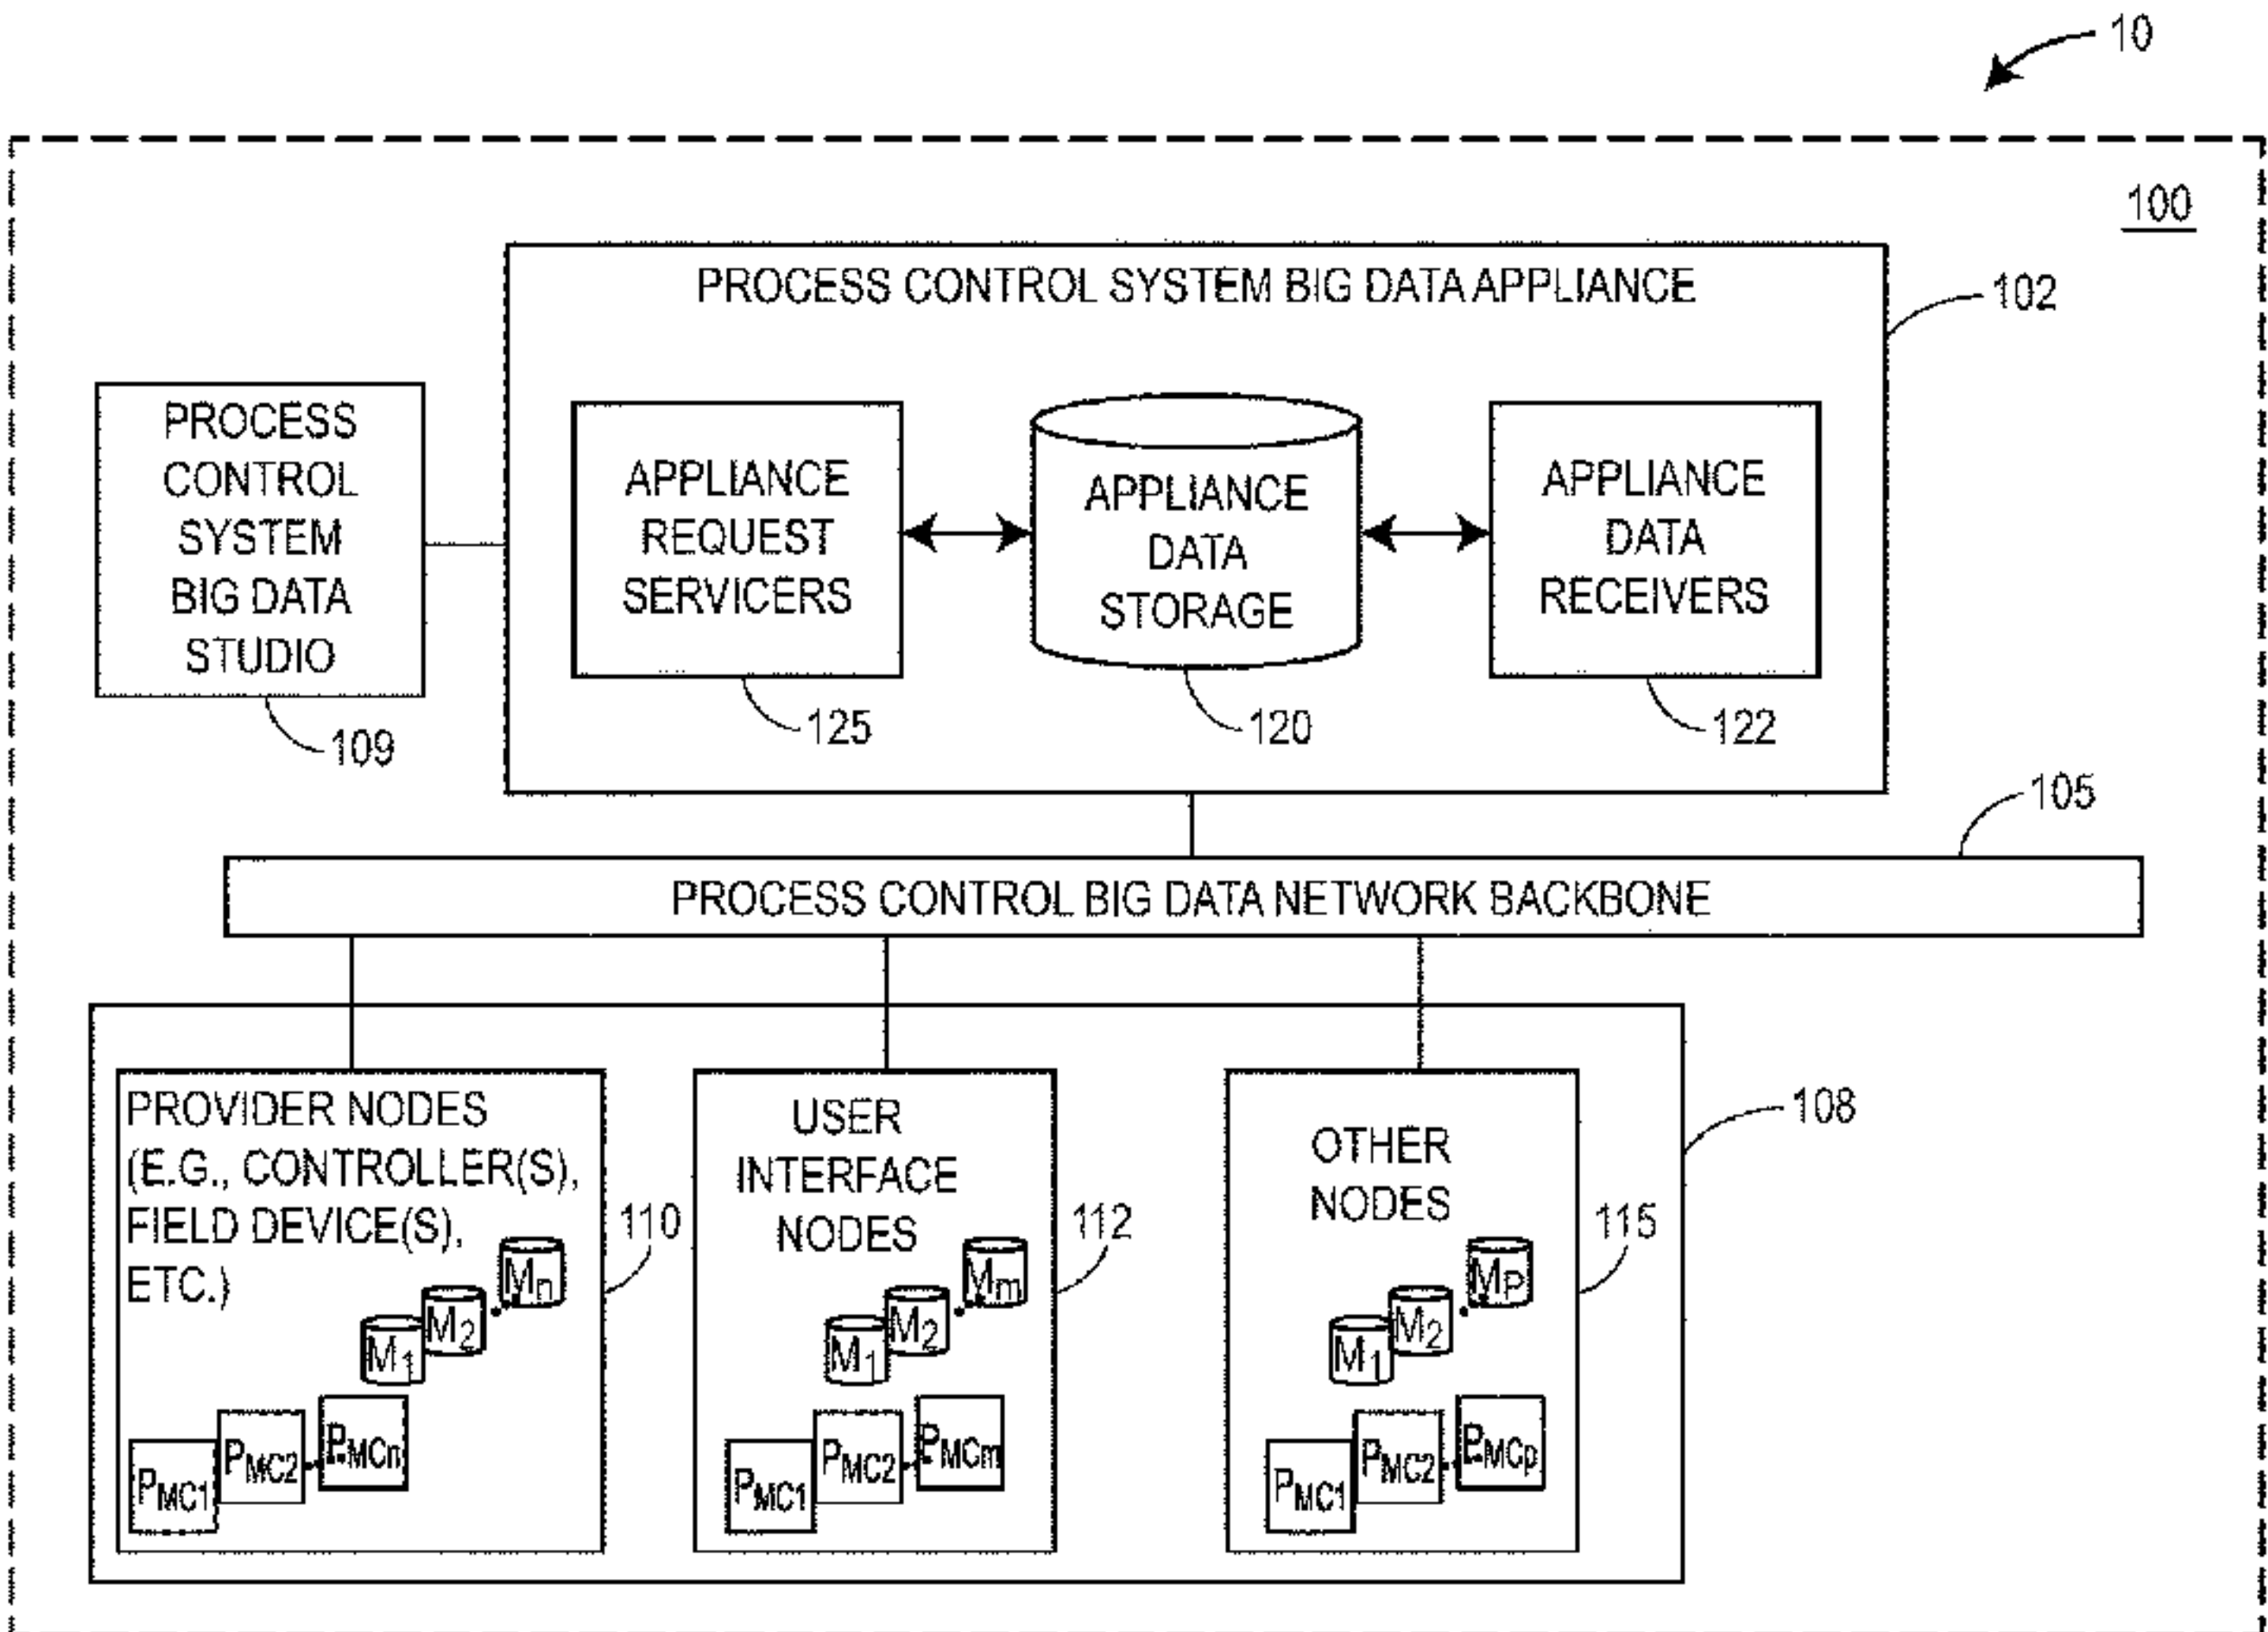 10
100
PROCESS CONTROL SYSTEM BIG DATA APPLIANCE
102
PROCESS
CONTROL
SYSTEM
BIG DATA
STUDIO
109
APPLIANCE
REQUEST
SERVICERS
125
APPLIANCE
DATA
STORAGE
120
APPLIANCE
DATA
RECEIVERS
122
105
PROCESS CONTROL BIG DATA NETWORK BACKBONE
108
PROVIDER NODES
(E.G., CONTROLLER(S),
FIELD DEVICE(S),
ETC.)
110
M1 M2 Mn
PMC1 PMC2 PMCn
USER
INTERFACE
NODES
112
M1 M2 Mm
PMC1 PMC2 PMCm
OTHER
NODES
115
M1 M2 MP
PMC1 PMC2 PMCp